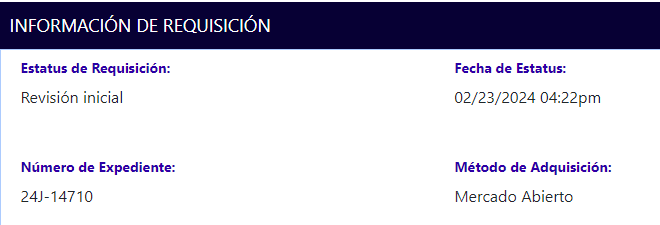 INFORMACIÓN DE REQUISICIÓN
Estatus de Requisición:
Fecha de Estatus:
Revisión inicial
02/23/2024 04:22pm
Número de Expediente:
Método de Adquisición:
24J-14710
Mercado Abierto